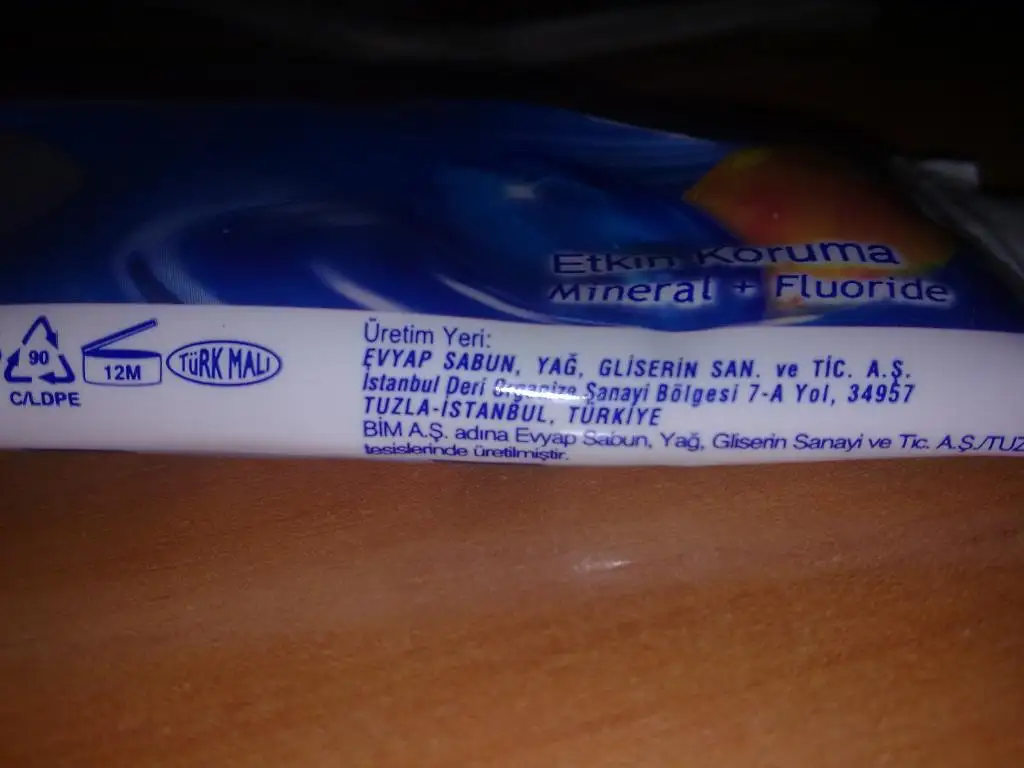 Etkin Koruma
Mineral + Fluoride
90
C/LDPE
12M
TÜRK MALI
Üretim Yeri:
EVYAP SABUN, YAĞ, GLİSERİN SAN. ve TİC. A.Ş.
İstanbul Deri Organize Sanayi Bölgesi 7-A Yol, 34957
TUZLA-İSTANBUL, TÜRKİYE
BİM A.Ş. adına Evyap Sabun, Yağ, Gliserin Sanayi ve Tic. A.Ş./TUZ
tesislerinde üretilmiştir.